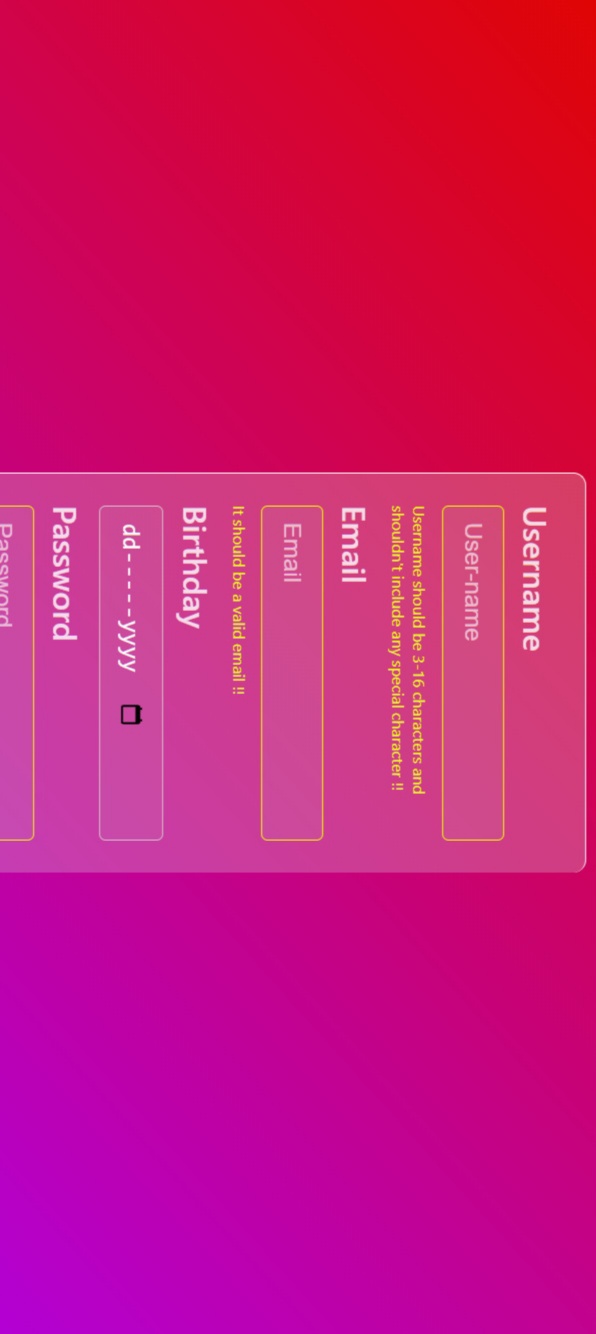 Username
User-name
Username should be 3-16 characters and
shouldn't include any special character !!
Email
Email
It should be a valid email !!
Birthday
dd-----yyyy
Password
Password